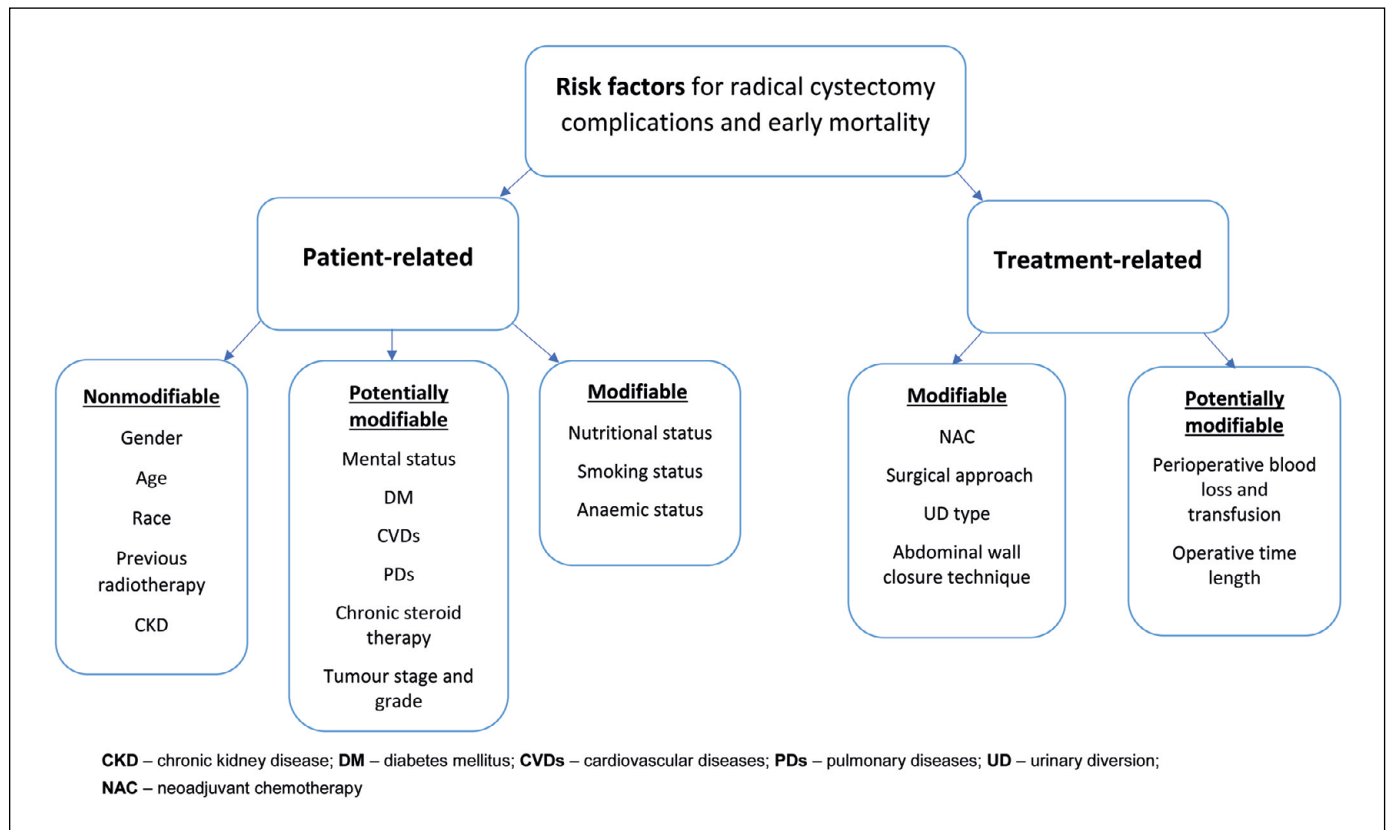 Risk factors for radical cystectomy
complications and early mortality
Patient-related
Treatment-related
Nonmodifiable
Gender
Age
Race
Previous
radiotherapy
CKD
Potentially
modifiable
Mental status
DM
CVDs
PDs
Chronic steroid
therapy
Tumour stage and
grade
Modifiable
Nutritional status
Smoking status
Anaemic status
Modifiable
NAC
Surgical approach
UD type
Abdominal wall
closure technique
Potentially
modifiable
Perioperative blood
loss and
transfusion
Operative time
length
CKD – chronic kidney disease; DM – diabetes mellitus; CVDs – cardiovascular diseases; PDs – pulmonary diseases; UD – urinary diversion;
NAC – neoadjuvant chemotherapy